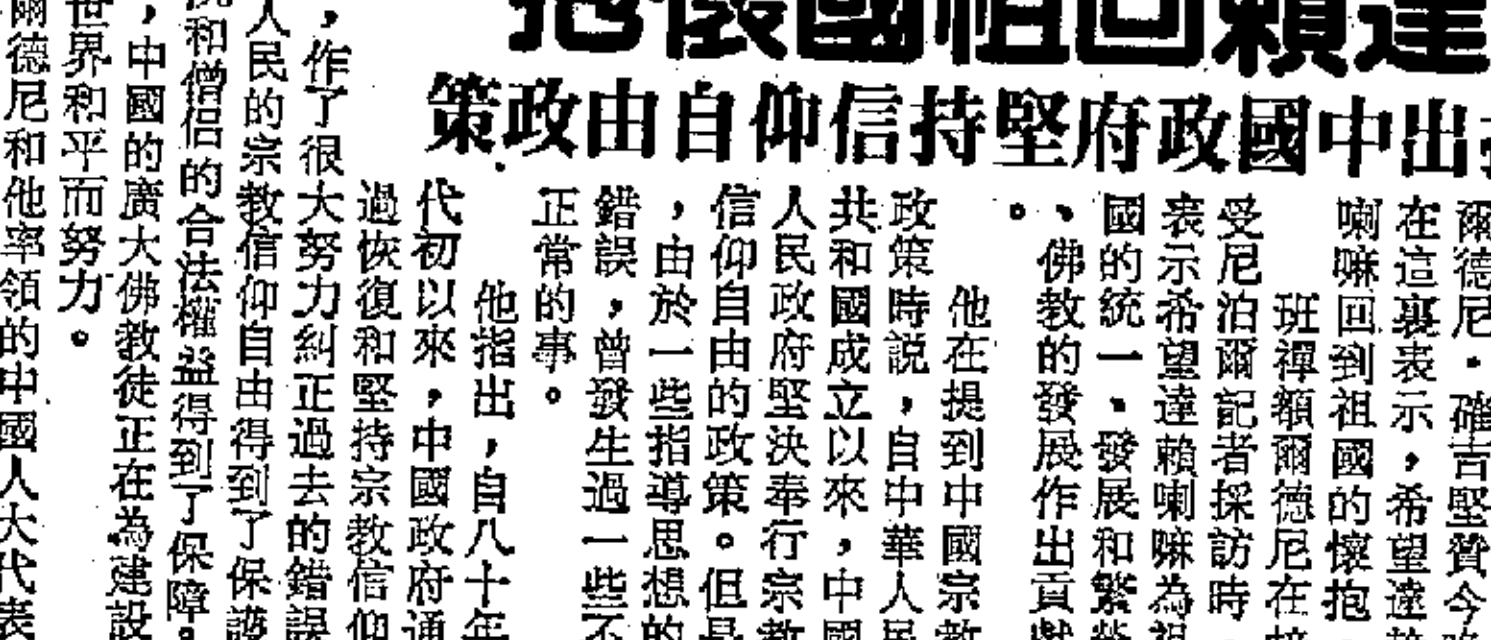 達賴回祖國懷抱
出中國政府堅持信仰自由政策
爾德尼·確吉堅贊今
在這裏表示，希望達
喇嘛回到祖國的懷抱
班禪額爾德尼在
受尼泊爾記者採訪時
表示希望達賴喇嘛為祖
國的統一、發展和繁
、佛教的發展作出貢獻
。
他在提到中國宗教
政策時説，自中華人民
共和國成立以來，中國
人民政府堅決奉行宗教
信仰自由的政策。但是
，由於一些指導思想的
錯誤，曾發生過一些不
正常的事。
他指出，自八十年
代初以來，中國政府通
過恢復和堅持宗教信仰
，作了很大努力糾正過去的錯誤
人民的宗教信仰自由得到了保護
和僧侶的合法權益得到了保障。
，中國的廣大佛教徒正在為建設
世界和平而努力。
爾德尼和他率領的中國人大代表